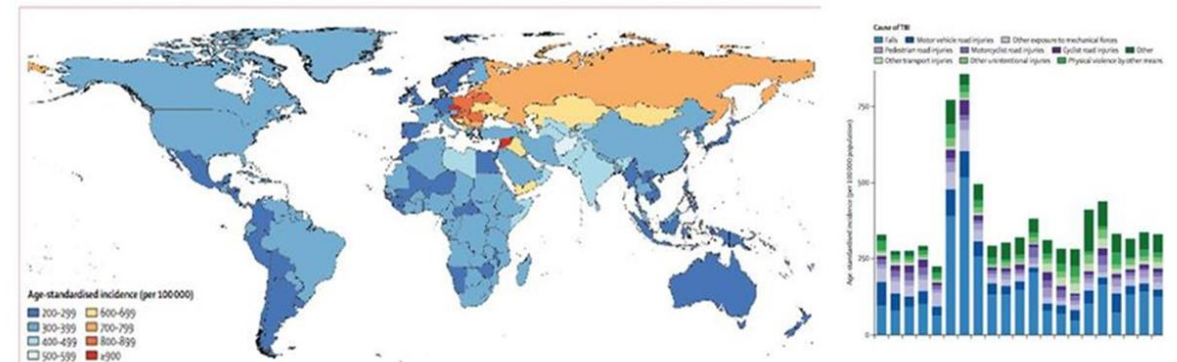 Age-standardised incidence (per 100 000)
200-299
600-699
300-399
700-799
400-499
800-899
500-599
≥900
Cause of TBI
Falls Motor vehicle road injuries Other exposure to mechanical forces
Pedestrian road injuries Motorcyclist road injuries Cyclist road injuries Other
Other transport injuries Other unintentional injuries Physical violence by other means
Age-standardised incidence (per 100 000 population)
750
500
250
0